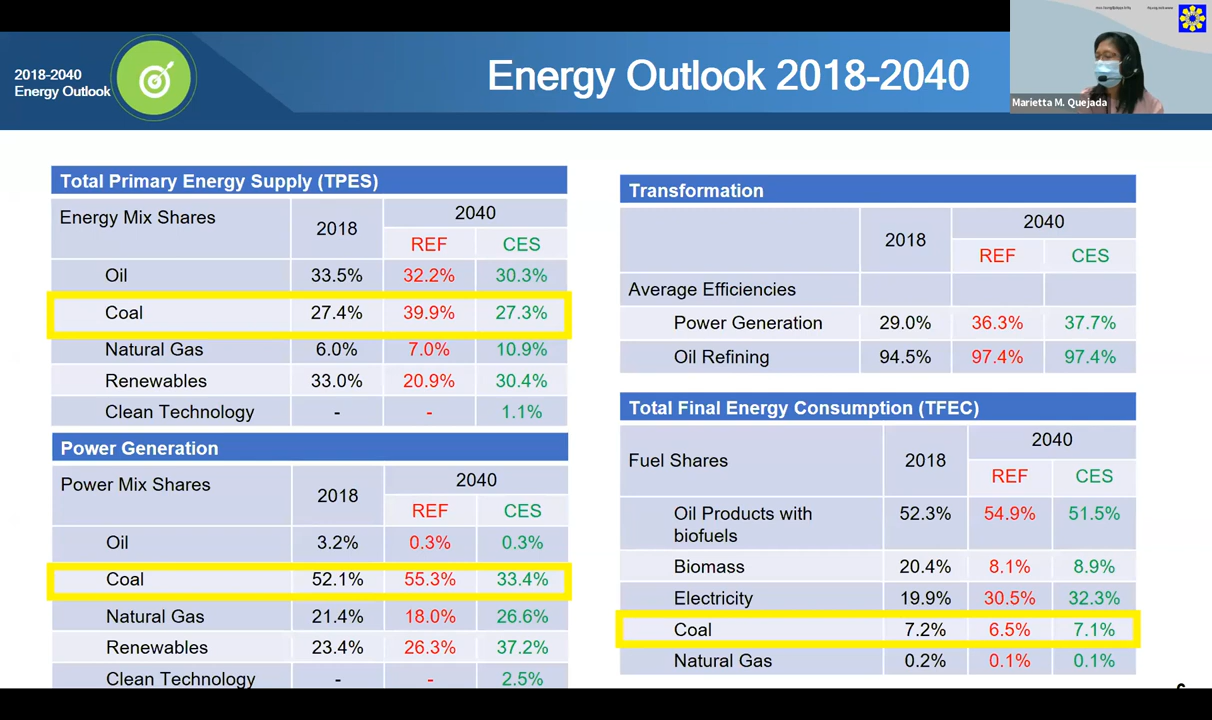 2018-2040
Energy Outlook
Energy Outlook 2018-2040
Marietta M. Quejada
Total Primary Energy Supply (TPES)
Energy Mix Shares 2018 2040
REF CES
Oil 33.5% 32.2% 30.3%
Coal 27.4% 39.9% 27.3%
Natural Gas 6.0% 7.0% 10.9%
Renewables 33.0% 20.9% 30.4%
Clean Technology - - 1.1%
Power Generation
Power Mix Shares 2018 2040
REF CES
Oil 3.2% 0.3% 0.3%
Coal 52.1% 55.3% 33.4%
Natural Gas 21.4% 18.0% 26.6%
Renewables 23.4% 26.3% 37.2%
Clean Technology - - 2.5%
Transformation
2018 2040
REF CES
Average Efficiencies
Power Generation 29.0% 36.3% 37.7%
Oil Refining 94.5% 97.4% 97.4%
Total Final Energy Consumption (TFEC)
Fuel Shares 2018 2040
REF CES
Oil Products with
biofuels 52.3% 54.9% 51.5%
Biomass 20.4% 8.1% 8.9%
Electricity 19.9% 30.5% 32.3%
Coal 7.2% 6.5% 7.1%
Natural Gas 0.2% 0.1% 0.1%